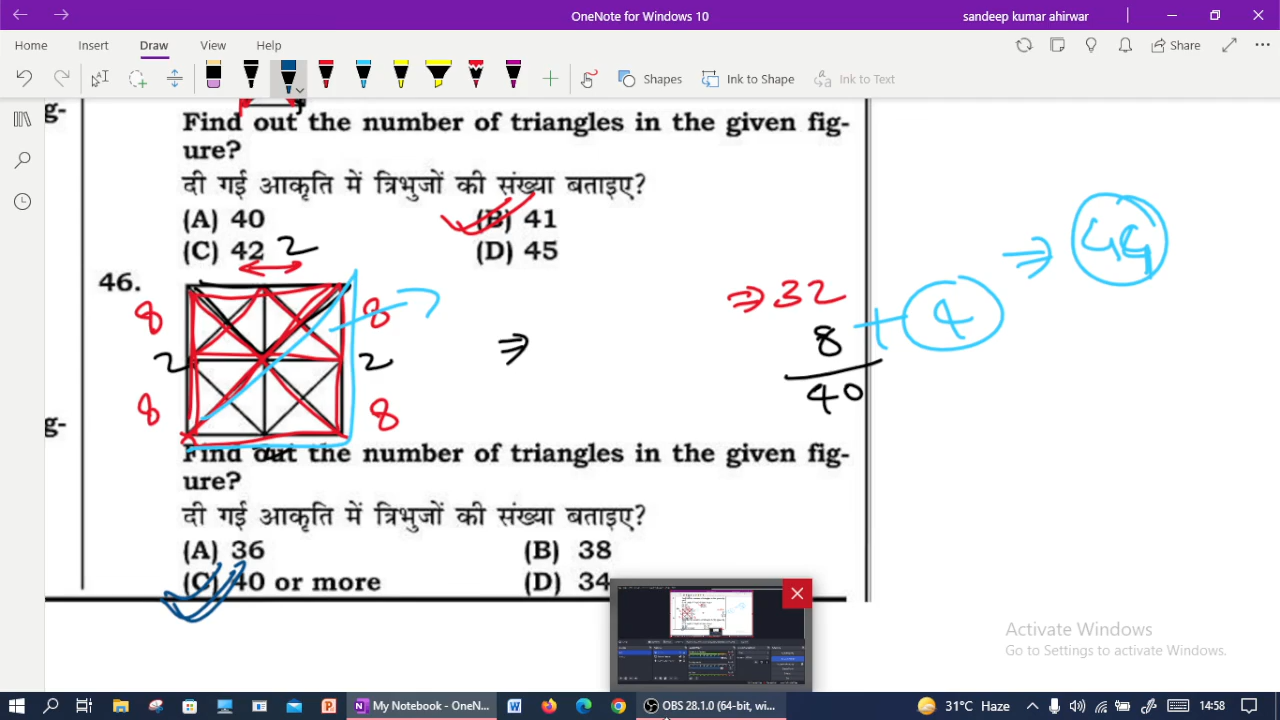 OneNote for Windows 10
sandeep kumar ahirwar
Home Insert Draw View Help
Share
Shapes
Ink to Shape
Ink to Text
g-
Find out the number of triangles in the given fig-
ure?
दी गई आकृति में त्रिभुजों की संख्या बताइए?
(A) 40 (B) 41
(C) 42 (D) 45
2
46.
8 8
2 2
8 8
⇒
⇒ 32
8 + 4
40
⇒ 44
g-
Find out the number of triangles in the given fig-
ure?
दी गई आकृति में त्रिभुजों की संख्या बताइए?
(A) 36 (B) 38
(C) 40 or more (D) 34
Activate Windows
Go to Settings to activate Windows.
My Notebook - OneN...
OBS 28.1.0 (64-bit, wi...
31°C Haze
14:58